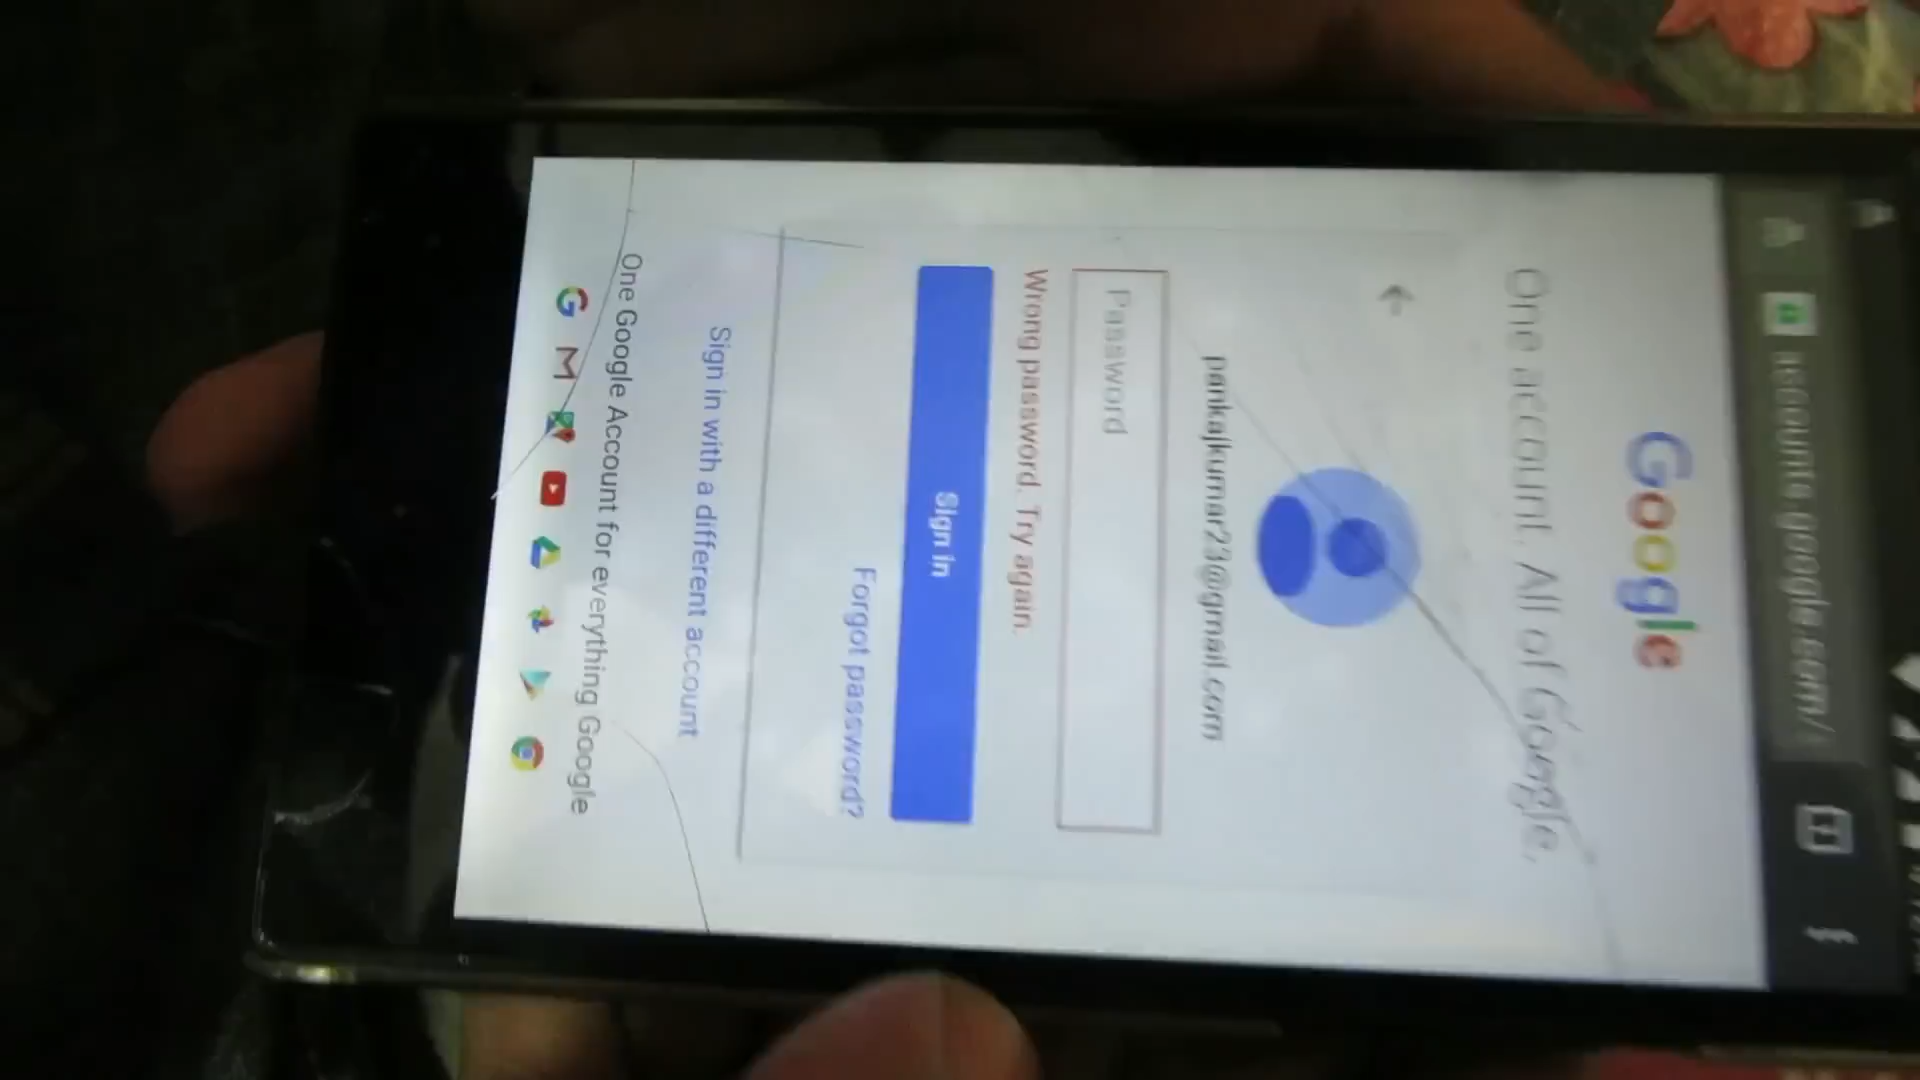 accounts.google.com/
Google
One account. All of Google.
pankajkumar23@gmail.com
Password
Wrong password. Try again.
Sign in
Forgot password?
Sign in with a different account
One Google Account for everything Google